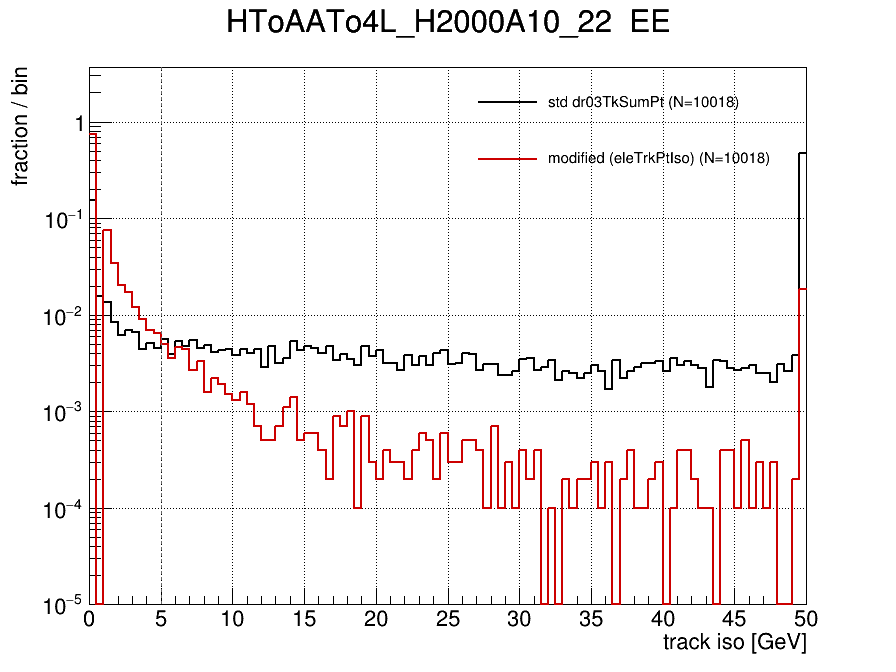 HToAATo4L_H2000A10_22 EE
fraction / bin
std dr03TkSumPt (N=10018)
modified (eleTrkPtIso) (N=10018)
1
10⁻¹
10⁻²
10⁻³
10⁻⁴
10⁻⁵
0 5 10 15 20 25 30 35 40 45 50
track iso [GeV]